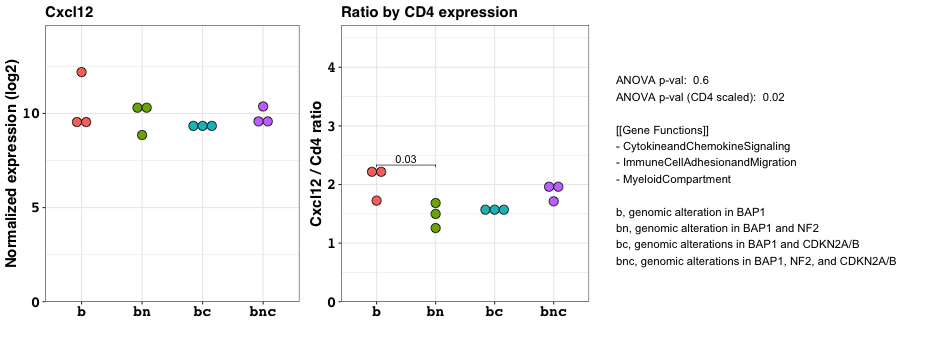 Cxcl12
Normalized expression (log2)
10
5
0
b bn bc bnc
Ratio by CD4 expression
Cxcl12 / Cd4 ratio
4
3
2
1
0
0.03
b bn bc bnc
ANOVA p-val:  0.6
ANOVA p-val (CD4 scaled):  0.02
[[Gene Functions]]
- CytokineandChemokineSignaling
- ImmuneCellAdhesionandMigration
- MyeloidCompartment
b, genomic alteration in BAP1
bn, genomic alteration in BAP1 and NF2
bc, genomic alterations in BAP1 and CDKN2A/B
bnc, genomic alterations in BAP1, NF2, and CDKN2A/B